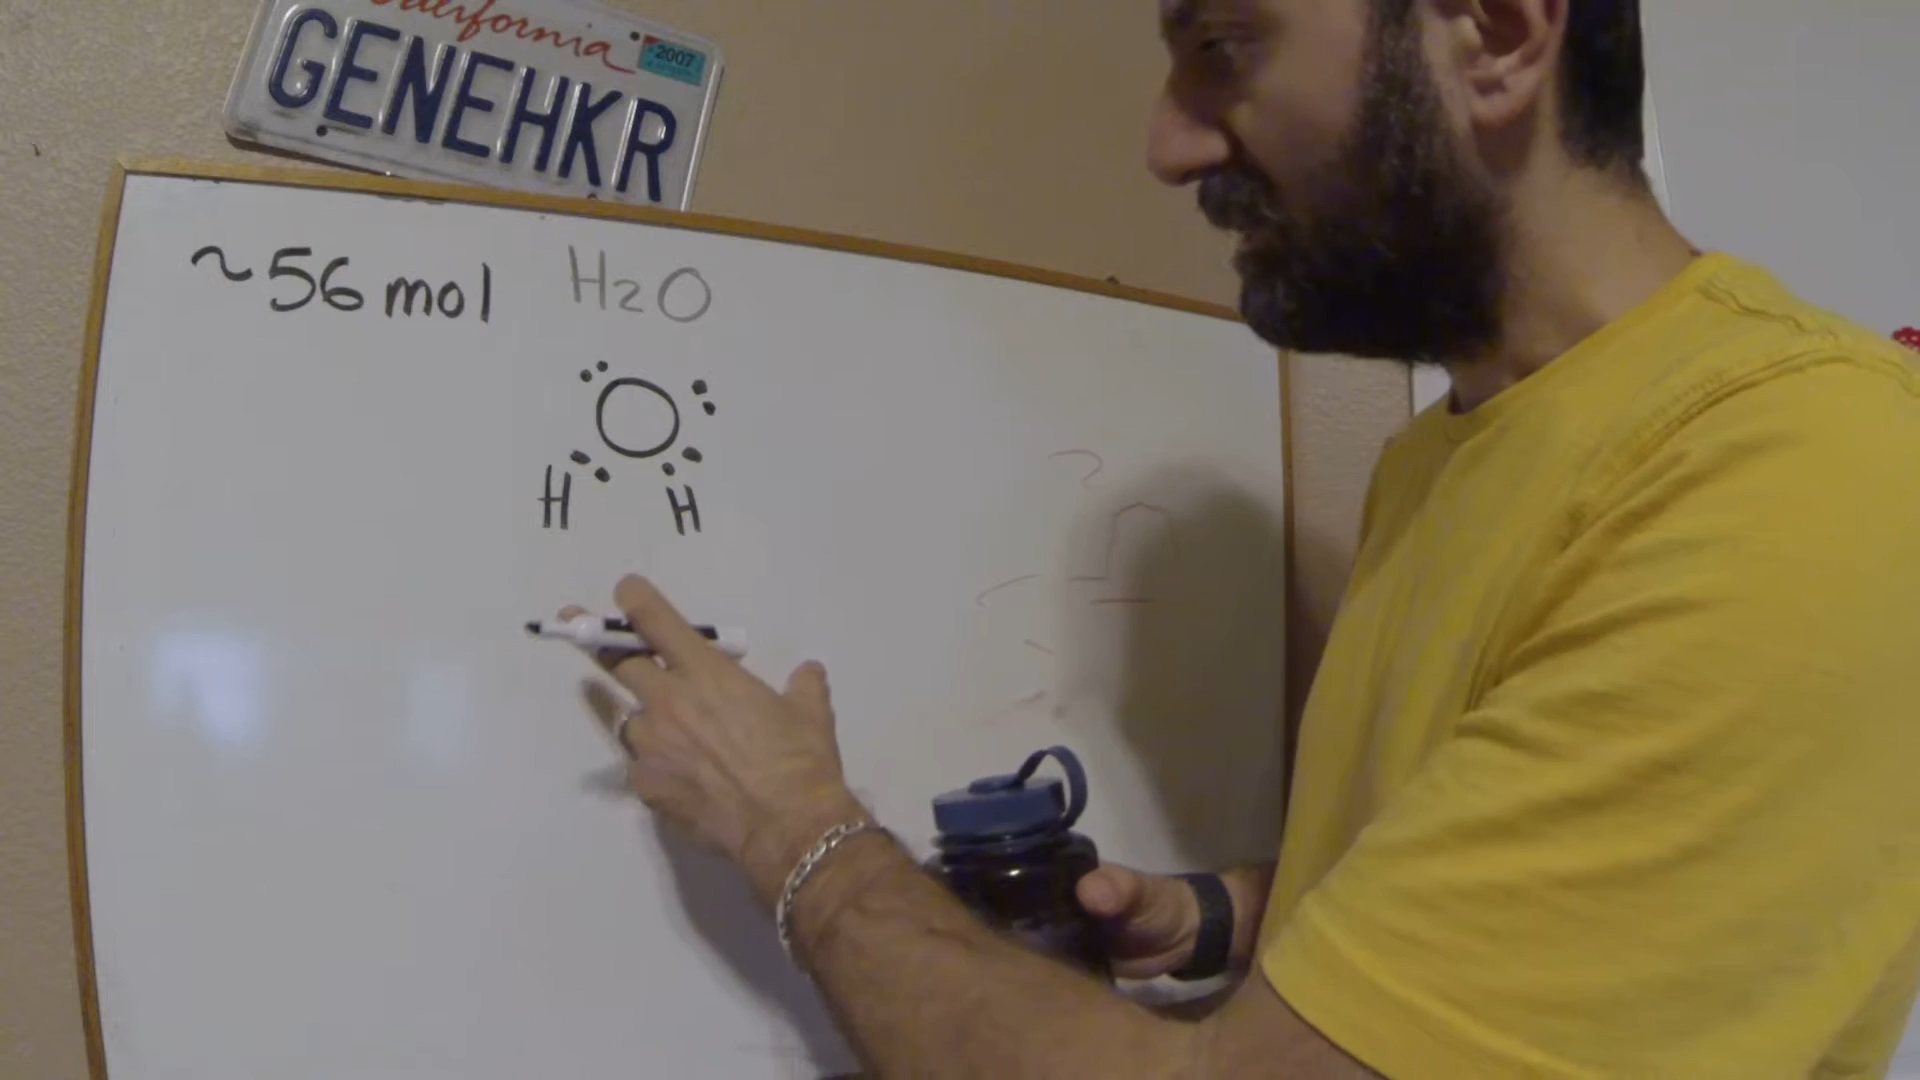 California
2007
GENEHKR
~56 mol H2O
O
H H